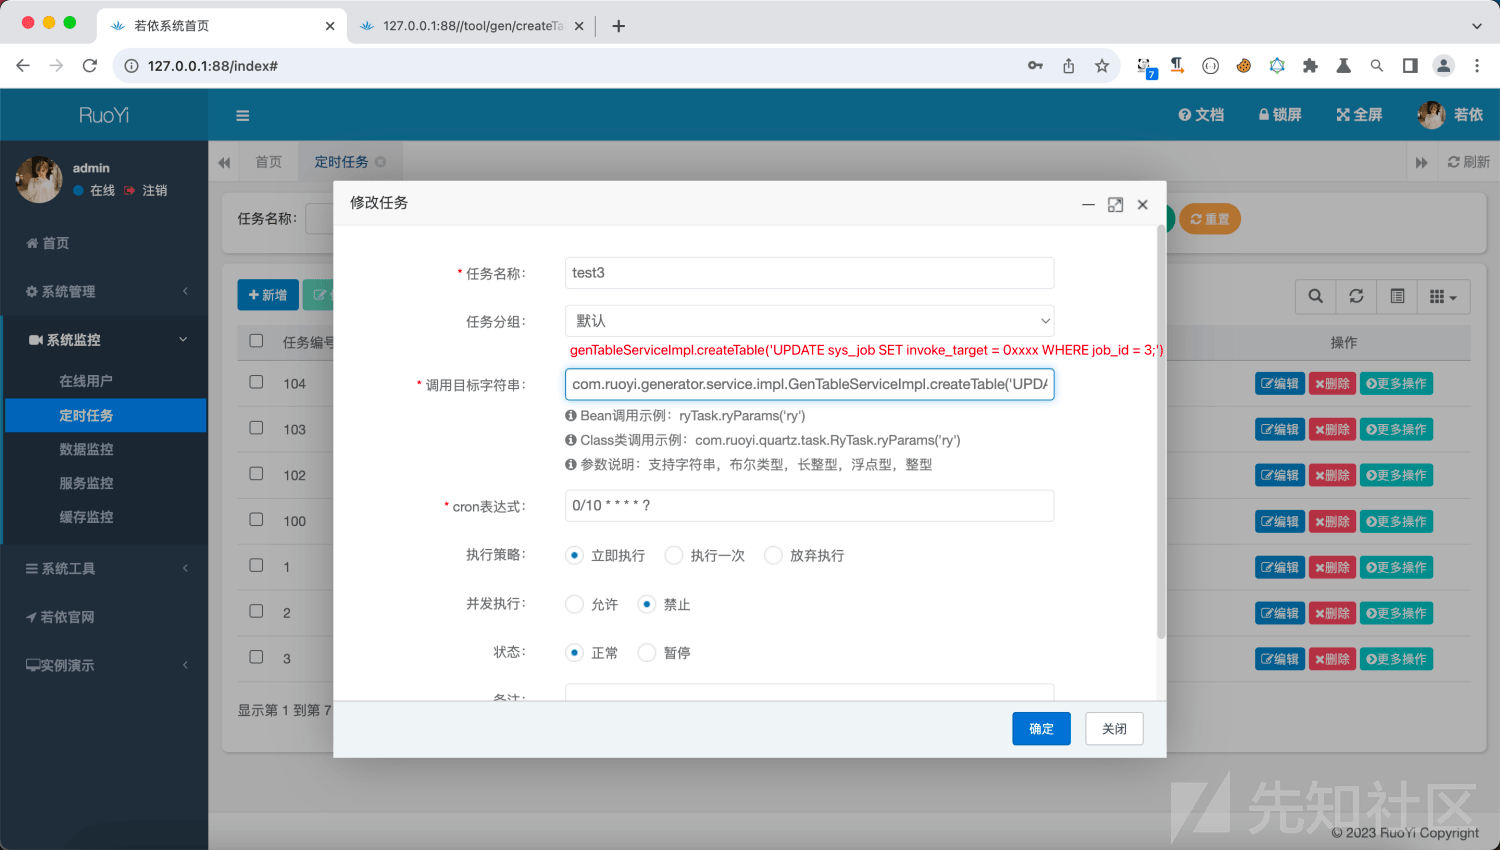 若依系统首页
127.0.0.1:88//tool/gen/createTa
127.0.0.1:88/index#
7
RuoYi
文档
锁屏
全屏
若依
admin
在线
注销
首页
定时任务
刷新
首页
系统管理
系统监控
在线用户
定时任务
数据监控
服务监控
缓存监控
系统工具
若依官网
实例演示
任务名称：
重置
新增
任务编号
操作
104
编辑 删除 更多操作
103
编辑 删除 更多操作
102
编辑 删除 更多操作
100
编辑 删除 更多操作
1
编辑 删除 更多操作
2
编辑 删除 更多操作
3
编辑 删除 更多操作
显示第 1 到第 7
修改任务
* 任务名称：
test3
任务分组：
默认
genTableServiceImpl.createTable('UPDATE sys_job SET invoke_target = 0xxxx WHERE job_id = 3;')
* 调用目标字符串：
com.ruoyi.generator.service.impl.GenTableServiceImpl.createTable('UPDA
Bean调用示例：ryTask.ryParams('ry')
Class类调用示例：com.ruoyi.quartz.task.RyTask.ryParams('ry')
参数说明：支持字符串，布尔类型，长整型，浮点型，整型
* cron表达式：
0/10 * * * * ?
执行策略：
立即执行 执行一次 放弃执行
并发执行：
允许 禁止
状态：
正常 暂停
备注：
确定
关闭
先知社区
© 2023 RuoYi Copyright